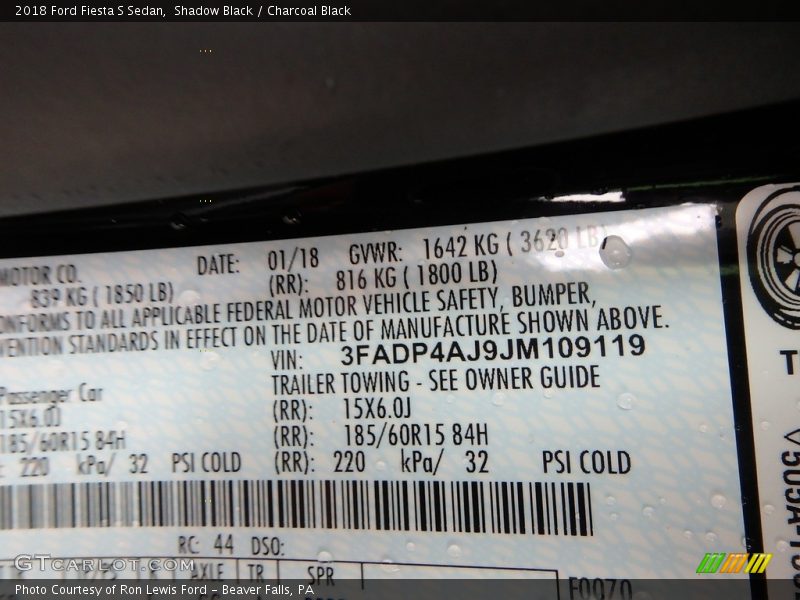 2018 Ford Fiesta S Sedan,  Shadow Black / Charcoal Black
MOTOR CO. DATE: 01/18 GVWR: 1642 KG ( 3620 LB)
839 KG ( 1850 LB) (RR): 816 KG ( 1800 LB)
ONFORMS TO ALL APPLICABLE FEDERAL MOTOR VEHICLE SAFETY, BUMPER,
VENTION STANDARDS IN EFFECT ON THE DATE OF MANUFACTURE SHOWN ABOVE.
VIN: 3FADP4AJ9JM109119
Passenger Car TRAILER TOWING - SEE OWNER GUIDE
15X6.0J (RR): 15X6.0J
185/60R15 84H (RR): 185/60R15 84H
: 220 kPa/ 32 PSI COLD (RR): 220 kPa/ 32 PSI COLD
RC: 44 DSO:
AXLE TR SPR
F0070
GTCarLot.com
Photo Courtesy of Ron Lewis Ford - Beaver Falls, PA